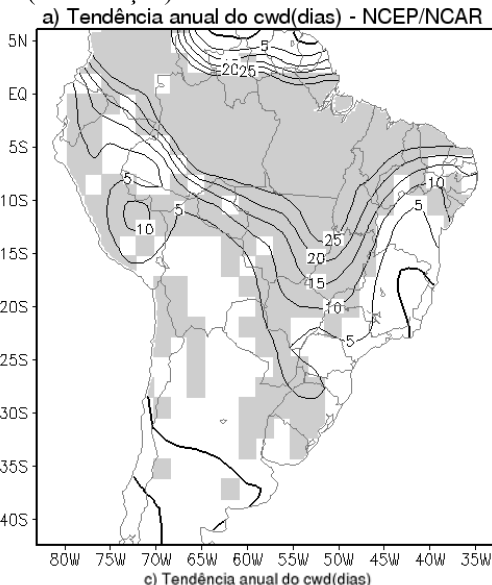 a) Tendência anual do cwd(dias) - NCEP/NCAR
5N 5
20 25
EQ
5S
5 10
10S 5 5
10
25
15S 20
15
20S 10
5
25S
30S
35S
40S
80W 75W 70W 65W 60W 55W 50W 45W 40W 35W
c) Tendência anual do cwd(dias)